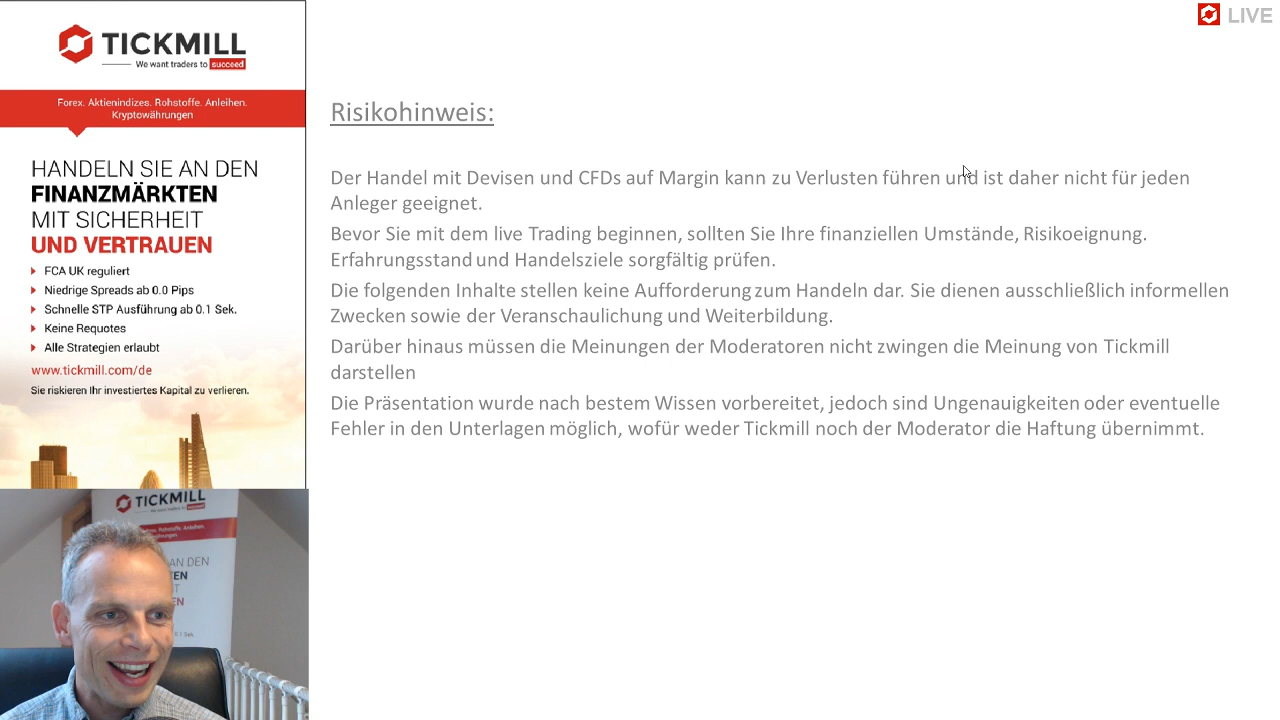 TICKMILL
We want traders to succeed
Forex. Aktienindizes. Rohstoffe. Anleihen.
Kryptowährungen
HANDELN SIE AN DEN
FINANZMÄRKTEN
MIT SICHERHEIT
UND VERTRAUEN
FCA UK reguliert
Niedrige Spreads ab 0.0 Pips
Schnelle STP Ausführung ab 0.1 Sek.
Keine Requotes
Alle Strategien erlaubt
www.tickmill.com/de
Sie riskieren Ihr investiertes Kapital zu verlieren.
LIVE
Risikohinweis:
Der Handel mit Devisen und CFDs auf Margin kann zu Verlusten führen und ist daher nicht für jeden
Anleger geeignet.
Bevor Sie mit dem live Trading beginnen, sollten Sie Ihre finanziellen Umstände, Risikoeignung.
Erfahrungsstand und Handelsziele sorgfältig prüfen.
Die folgenden Inhalte stellen keine Aufforderung zum Handeln dar. Sie dienen ausschließlich informellen
Zwecken sowie der Veranschaulichung und Weiterbildung.
Darüber hinaus müssen die Meinungen der Moderatoren nicht zwingen die Meinung von Tickmill
darstellen
Die Präsentation wurde nach bestem Wissen vorbereitet, jedoch sind Ungenauigkeiten oder eventuelle
Fehler in den Unterlagen möglich, wofür weder Tickmill noch der Moderator die Haftung übernimmt.
TICKMILL
succeed
Rohstoffe. Anleihen.
AN DEN